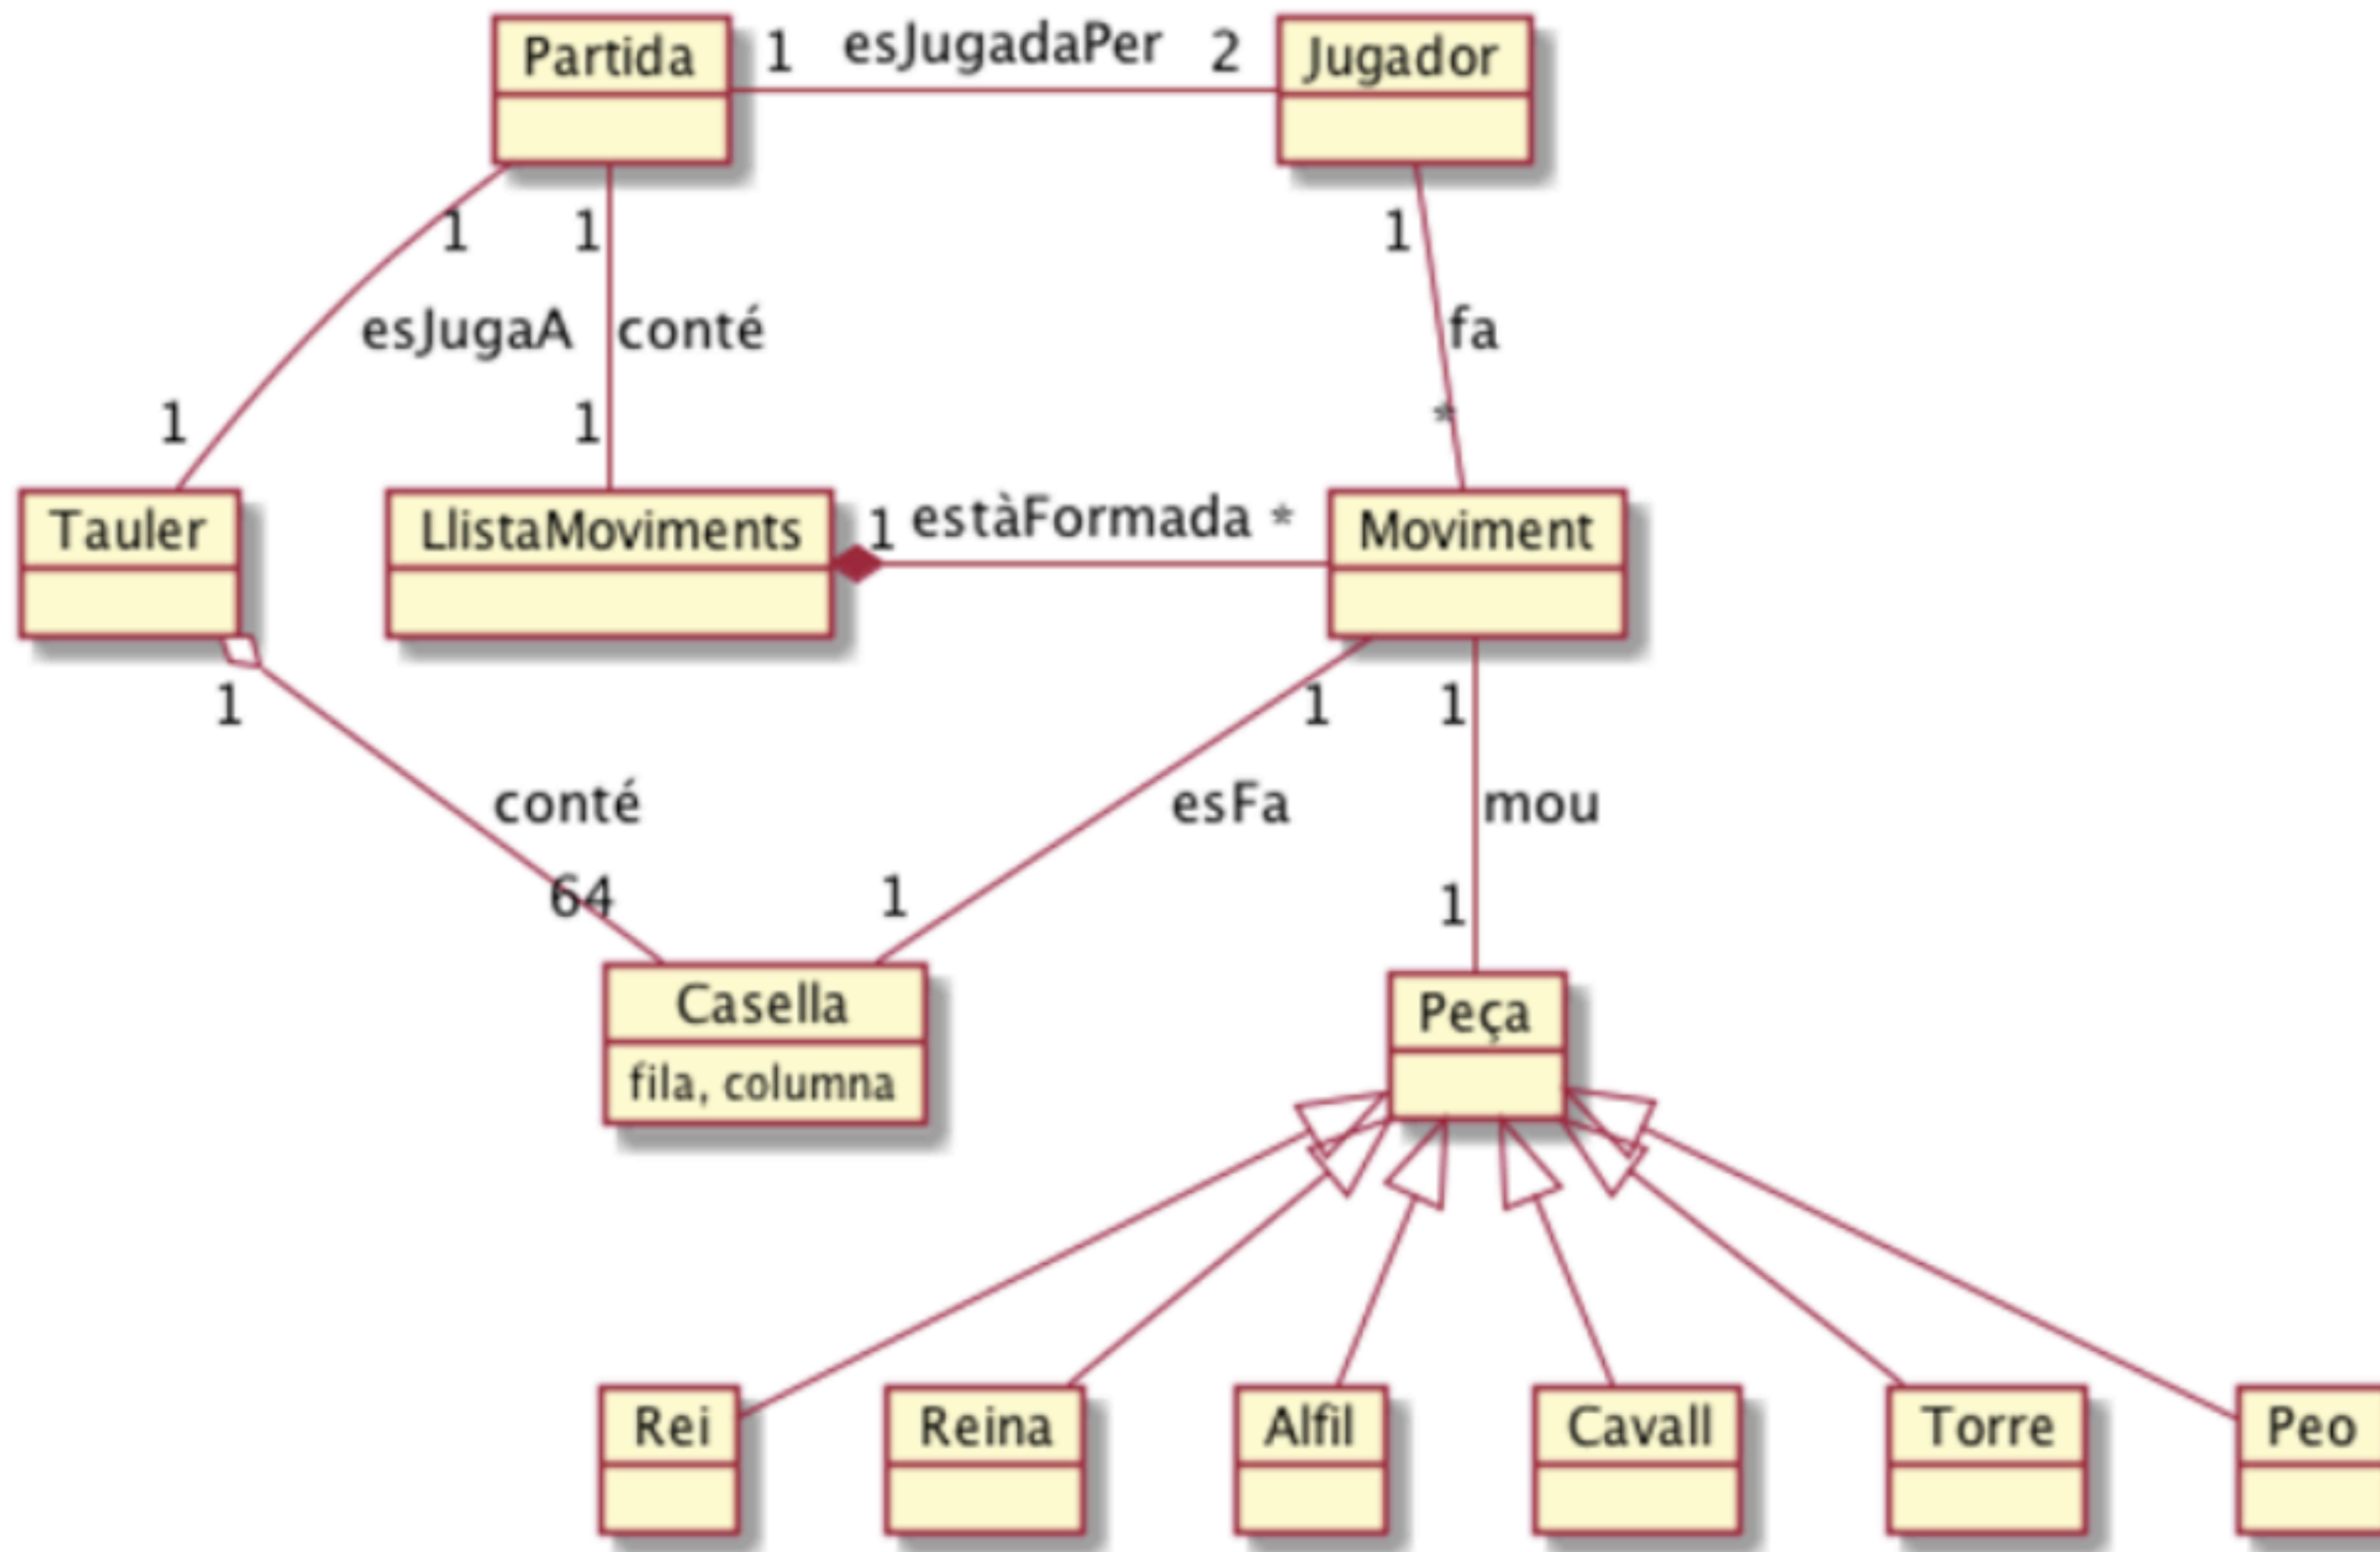 Partida
1 esJugadaPer 2
Jugador
1
1
1
esJugaA
conté
fa
1
1
*
Tauler
LlistaMoviments
1 estàFormada *
Moviment
1
1
1
conté
esFa
mou
64
1
1
Casella
fila, columna
Peça
Rei
Reina
Alfil
Cavall
Torre
Peo